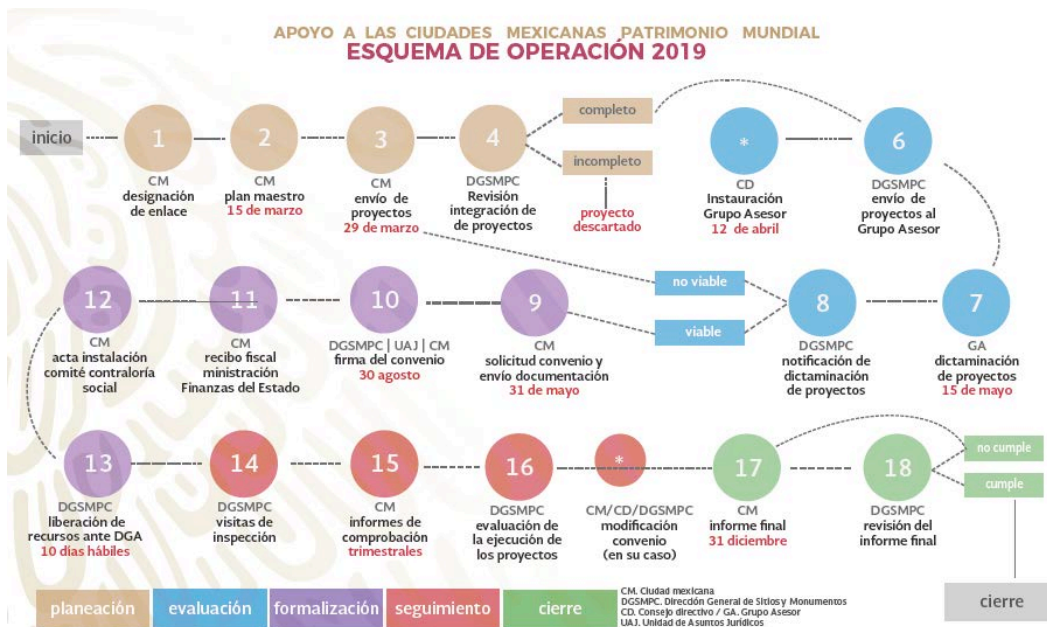 APOYO A LAS CIUDADES MEXICANAS PATRIMONIO MUNDIAL
ESQUEMA DE OPERACIÓN 2019
inicio
1
CM
designación
de enlace
2
CM
plan maestro
15 de marzo
3
CM
envío de
proyectos
29 de marzo
4
DGSMPC
Revisión
integración de
de proyectos
completo
incompleto
proyecto
descartado
*
CD
Instauración
Grupo Asesor
12 de abril
6
DGSMPC
envío de
proyectos al
Grupo Asesor
12
CM
acta instalación
comité contraloría
social
11
CM
recibo fiscal
ministración
Finanzas del Estado
10
DGSMPC | UAJ | CM
firma del convenio
30 agosto
9
CM
solicitud convenio y
envío documentación
31 de mayo
no viable
viable
8
DGSMPC
notificación de
dictaminación
de proyectos
7
GA
dictaminación
de proyectos
15 de mayo
13
DGSMPC
liberación de
recursos ante DGA
10 días hábiles
14
DGSMPC
visitas de
inspección
15
CM
informes de
comprobación
trimestrales
16
DGSMPC
evaluación de
la ejecución de
los proyectos
*
CM/CD/DGSMPC
modificación
convenio
(en su caso)
17
CM
informe final
31 diciembre
18
DGSMPC
revisión del
informe final
no cumple
cumple
planeación
evaluación
formalización
seguimiento
cierre
CM. Ciudad mexicana
DGSMPC. Dirección General de Sitios y Monumentos
CD. Consejo directivo / GA. Grupo Asesor
UAJ. Unidad de Asuntos Jurídicos
cierre